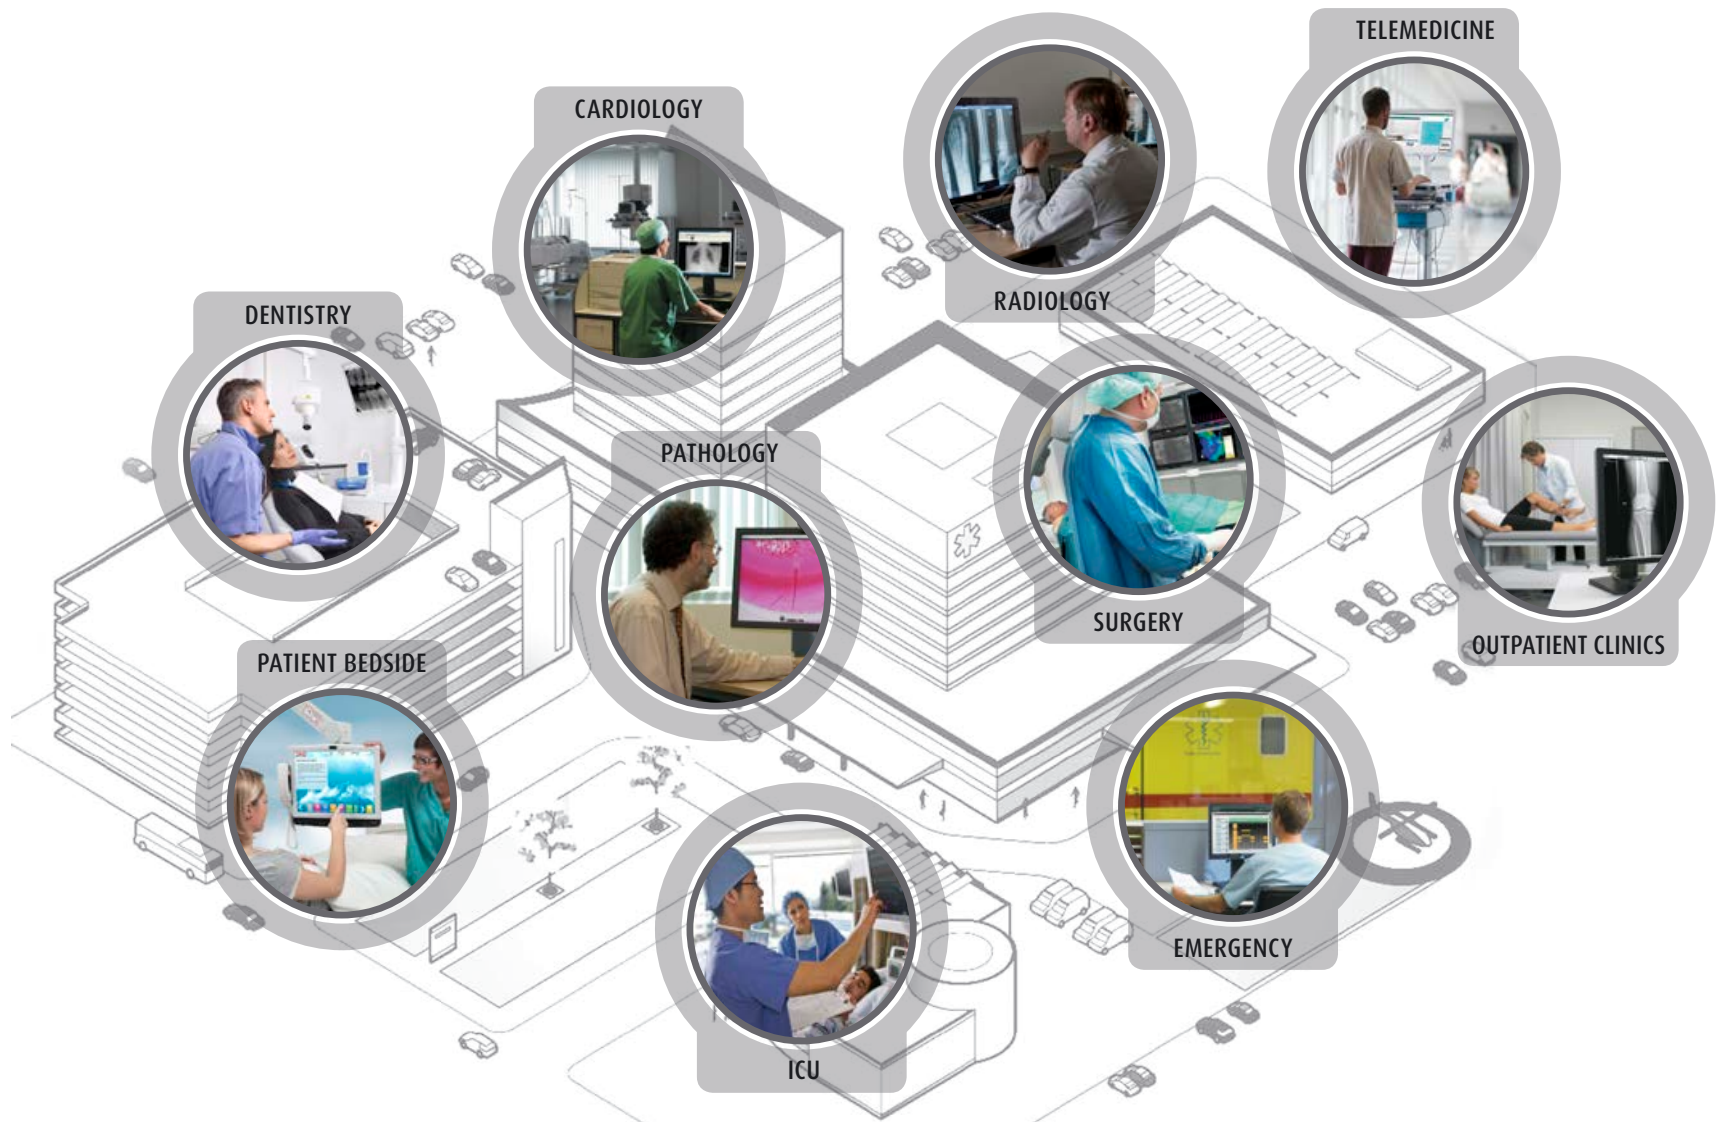 TELEMEDICINE
CARDIOLOGY
RADIOLOGY
DENTISTRY
PATHOLOGY
SURGERY
OUTPATIENT CLINICS
PATIENT BEDSIDE
EMERGENCY
ICU